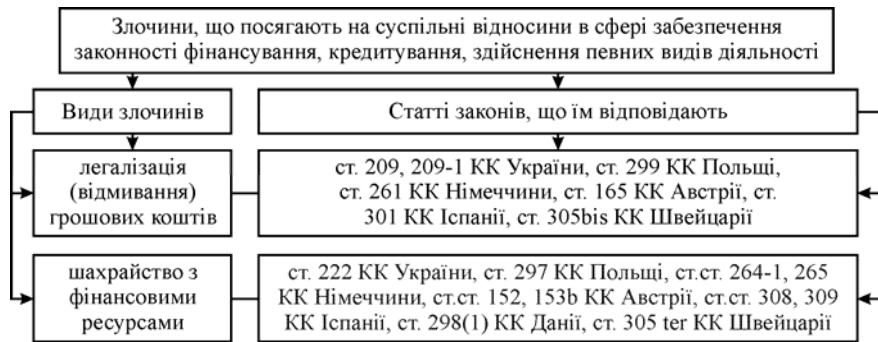 Злочини, що посягають на суспільні відносини в сфері забезпечення
законності фінансування, кредитування, здійснення певних видів діяльності
Види злочинів
Статті законів, що їм відповідають
легалізація
(відмивання)
грошових коштів
ст. 209, 209-1 КК України, ст. 299 КК Польщі,
ст. 261 КК Німеччини, ст. 165 КК Австрії, ст.
301 КК Іспанії, ст. 305bis КК Швейцарії
шахрайство з
фінансовими
ресурсами
ст. 222 КК України, ст. 297 КК Польщі, ст.ст. 264-1, 265
КК Німеччини, ст.ст. 152, 153b КК Австрії, ст.ст. 308, 309
КК Іспанії, ст. 298(1) КК Данії, ст. 305 ter КК Швейцарії